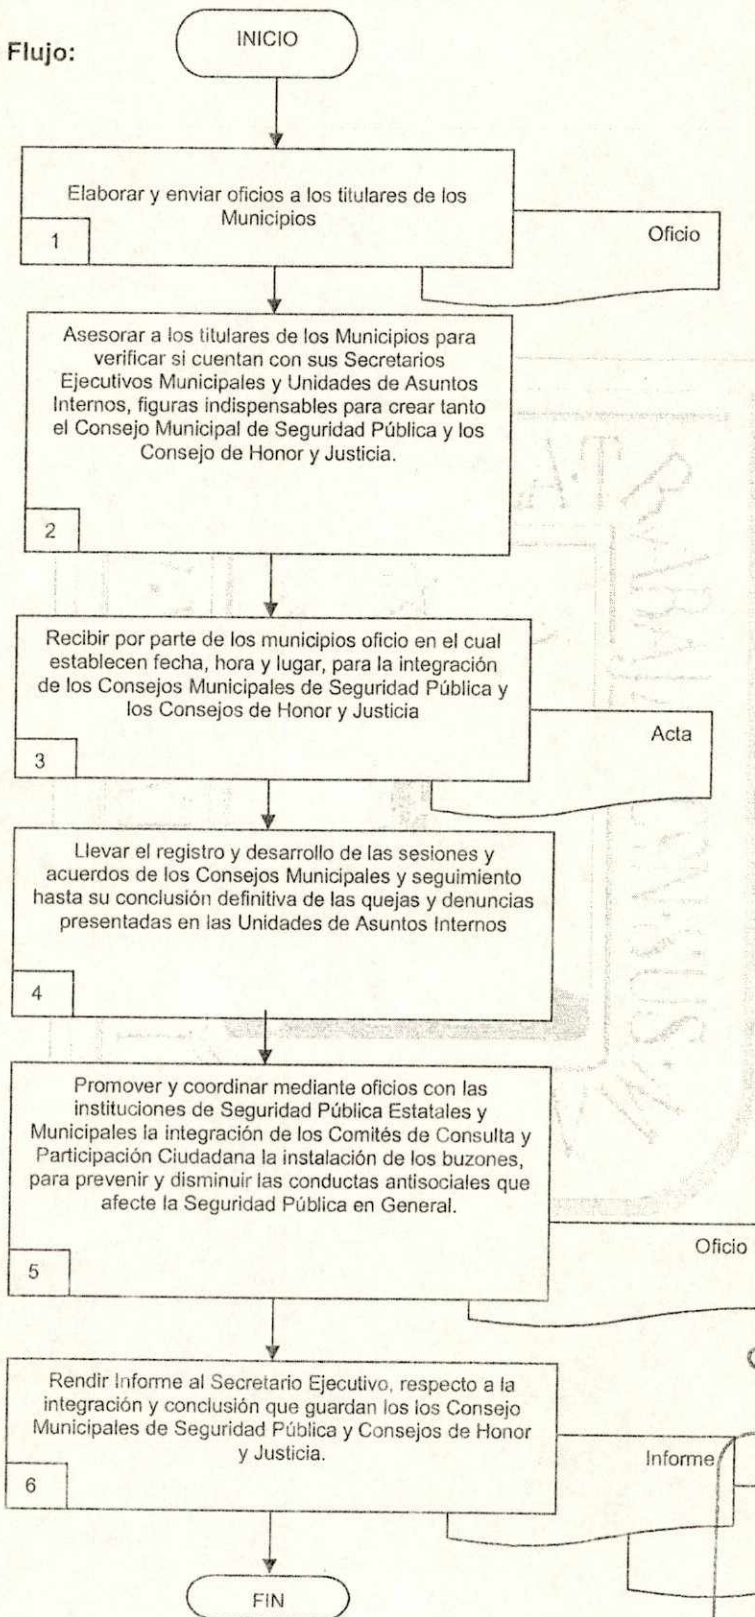 Flujo:
INICIO
Elaborar y enviar oficios a los titulares de los
Municipios
1
Oficio
Asesorar a los titulares de los Municipios para
verificar si cuentan con sus Secretarios
Ejecutivos Municipales y Unidades de Asuntos
Internos, figuras indispensables para crear tanto
el Consejo Municipal de Seguridad Pública y los
Consejo de Honor y Justicia.
2
Recibir por parte de los municipios oficio en el cual
establecen fecha, hora y lugar, para la integración
de los Consejos Municipales de Seguridad Pública y
los Consejos de Honor y Justicia
3
Acta
Llevar el registro y desarrollo de las sesiones y
acuerdos de los Consejos Municipales y seguimiento
hasta su conclusión definitiva de las quejas y denuncias
presentadas en las Unidades de Asuntos Internos
4
Promover y coordinar mediante oficios con las
instituciones de Seguridad Pública Estatales y
Municipales la integración de los Comités de Consulta y
Participación Ciudadana la instalación de los buzones,
para prevenir y disminuir las conductas antisociales que
afecte la Seguridad Pública en General.
5
Oficio
Rendir Informe al Secretario Ejecutivo, respecto a la
integración y conclusión que guardan los los Consejo
Municipales de Seguridad Pública y Consejos de Honor
y Justicia.
6
Informe
FIN